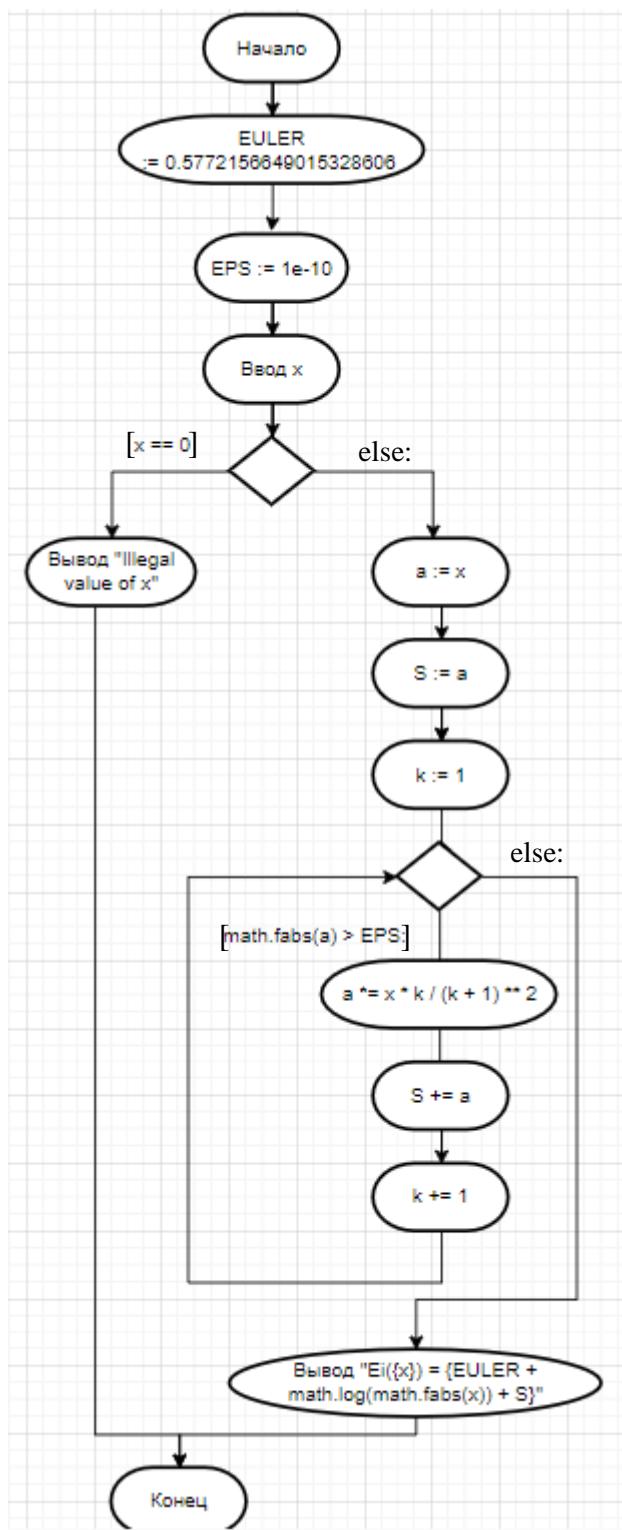 Начало
EULER
:= 0.5772156649015328606
EPS := 1e-10
Ввод x
[x == 0]
else:
Вывод "Illegal
value of x"
a := x
S := a
k := 1
else:
[math.fabs(a) > EPS:]
a *= x * k / (k + 1) ** 2
S += a
k += 1
Вывод "Ei({x}) = {EULER +
math.log(math.fabs(x)) + S}"
Конец